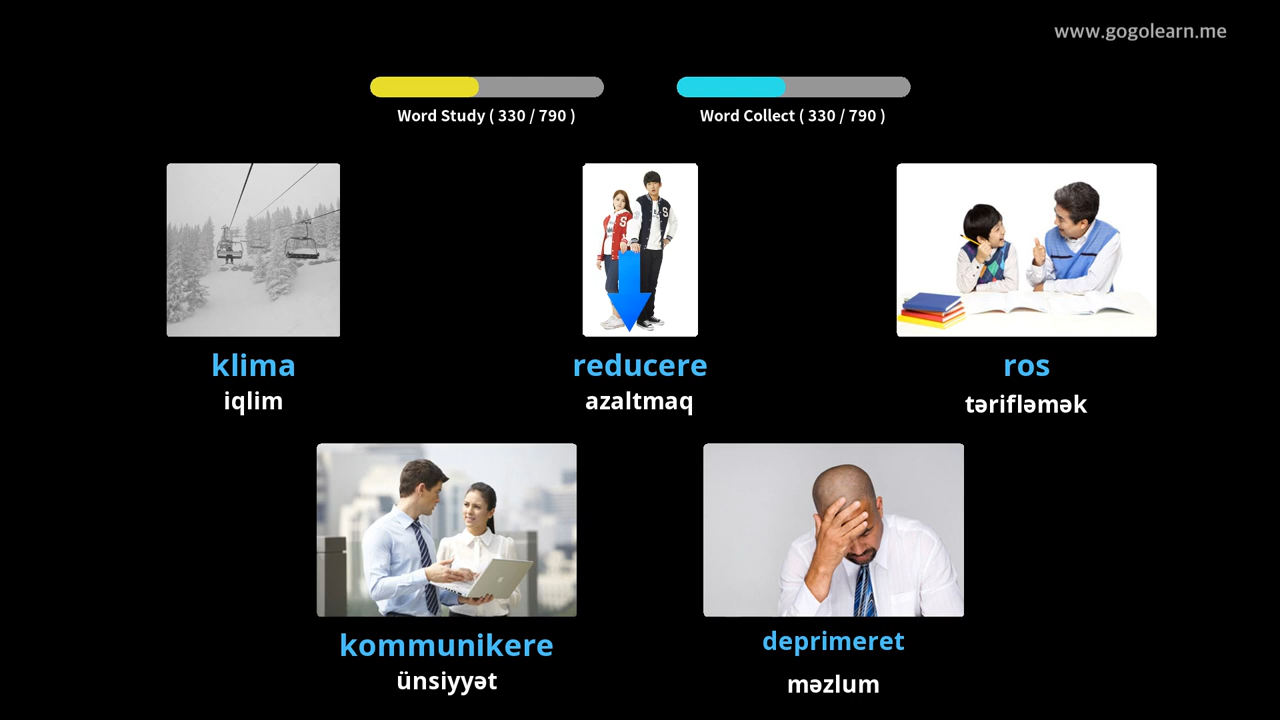 www.gogolearn.me
Word Study ( 330 / 790 )
Word Collect ( 330 / 790 )
klima
iqlim
reducere
azaltmaq
ros
tərifləmək
kommunikere
ünsiyyət
deprimeret
məzlum